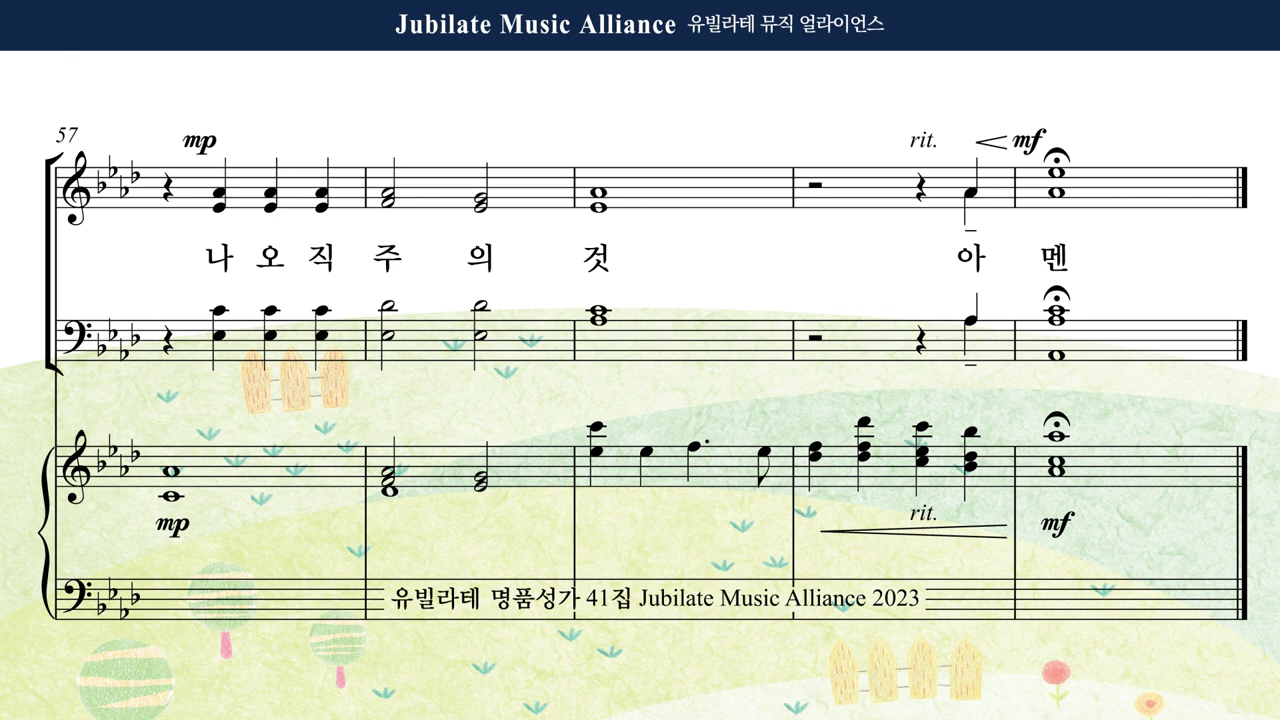 Jubilate Music Alliance 유빌라테 뮤직 얼라이언스
57
mp rit. mf
나 오 직 주 의 것 아 멘
mp rit. mf
유빌라테 명품성가 41집 Jubilate Music Alliance 2023